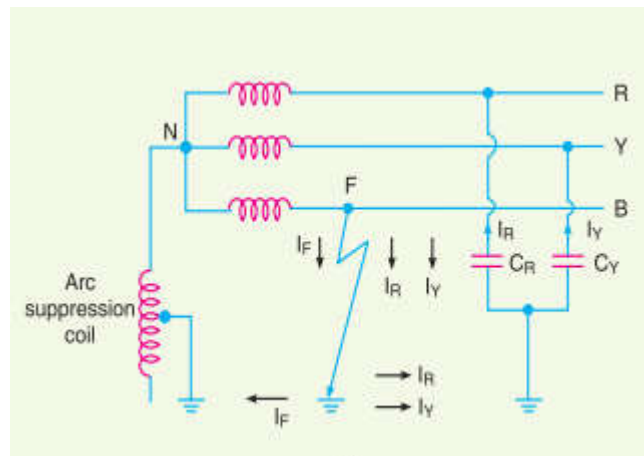 R
N
Y
F
B
I_F
I_R
I_Y
I_R
I_Y
C_R
C_Y
Arc
suppression
coil
I_R
I_F
I_Y